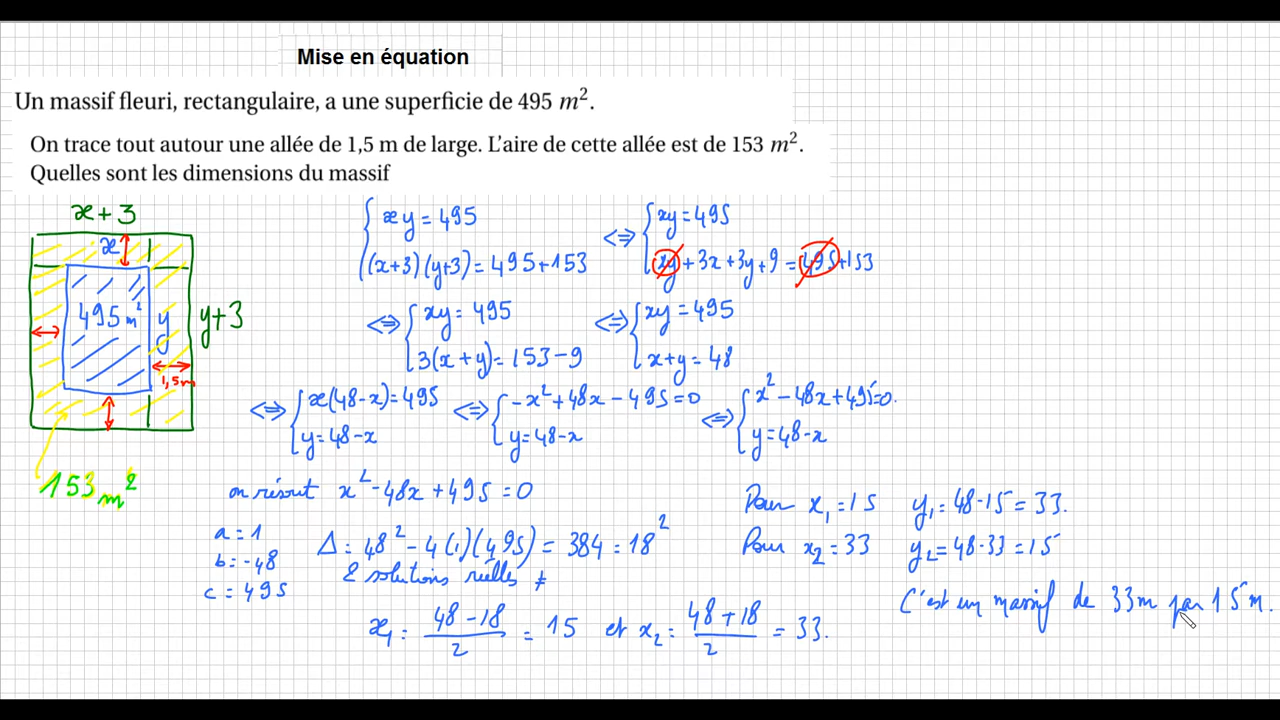 Mise en équation
Un massif fleuri, rectangulaire, a une superficie de 495 m².
On trace tout autour une allée de 1,5 m de large. L'aire de cette allée est de 153 m².
Quelles sont les dimensions du massif
x+3
x
495 m²
y
y+3
1,5m
153 m²
{ xy = 495
(x+3)(y+3) = 495+153
⇔ { xy = 495
xy + 3x + 3y + 9 = 495 + 153
⇔ { xy = 495
3(x+y) = 153-9
⇔ { xy = 495
x+y = 48
⇔ { x(48-x) = 495
y = 48-x
⇔ { -x² + 48x - 495 = 0
y = 48-x
⇔ { x² - 48x + 495 = 0.
y = 48-x
on résout x² - 48x + 495 = 0
a = 1
b = -48
c = 495
Δ = 48² - 4(1)(495) = 384 = 18²
2 solutions réelles ≠
x₁ = (48-18)/2 = 15 et x₂ = (48+18)/2 = 33.
Pour x₁ = 15 y₁ = 48-15 = 33.
Pour x₂ = 33 y₂ = 48-33 = 15
C'est un massif de 33m par 15m.